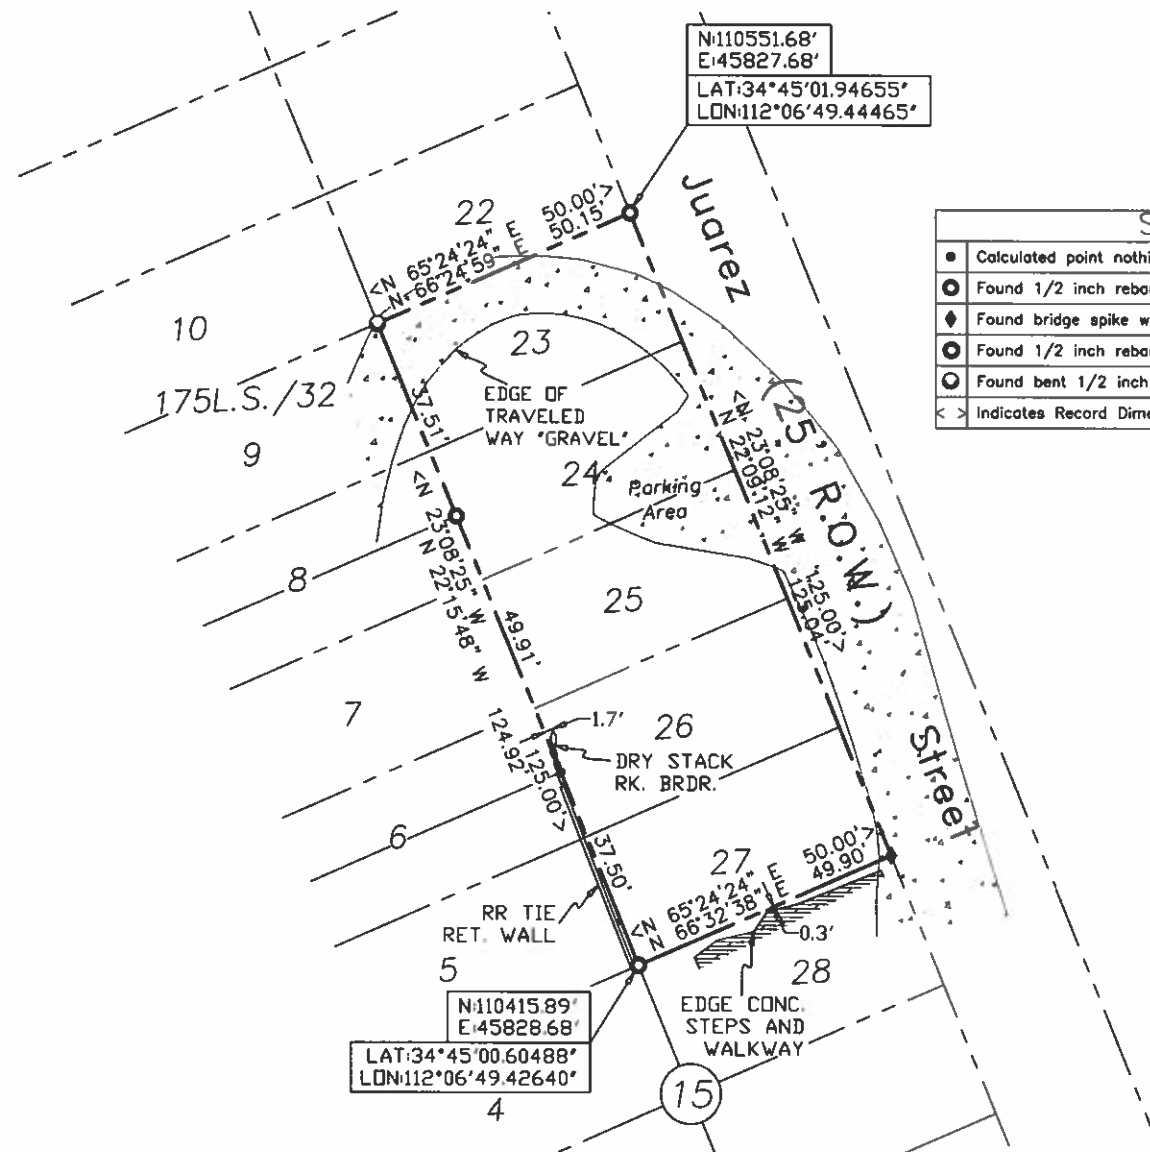 N:110551.68'
E:45827.68'
LAT:34°45'01.94655"
LON:112°06'49.44465"
Juarez
(25' R.O.W.)
Street
S
Calculated point nothi
Found 1/2 inch reba
Found bridge spike w
Found 1/2 inch reba
Found bent 1/2 inch
< > Indicates Record Dime
22
<N 65°24'24" E 50.00'>
N 66°24'59" E 50.15'
10
175L.S./32
9
23
EDGE OF
TRAVELED
WAY "GRAVEL"
37.51'
24
Parking
Area
<N 23°08'25" W 125.00'>
N 22°09'12" W 125.04'
8
<N 23°08'25" W 125.00'>
N 22°15'48" W 124.92'
49.91'
25
7
1.7'
26
DRY STACK
RK. BRDR.
6
37.50'
27
<N 65°24'24" E 50.00'>
N 66°32'38" E 49.90'
RR TIE
RET. WALL
0.3'
5
28
N:110415.89'
E:45828.68'
LAT:34°45'00.60488"
LON:112°06'49.42640"
EDGE CONC.
STEPS AND
WALKWAY
4
15